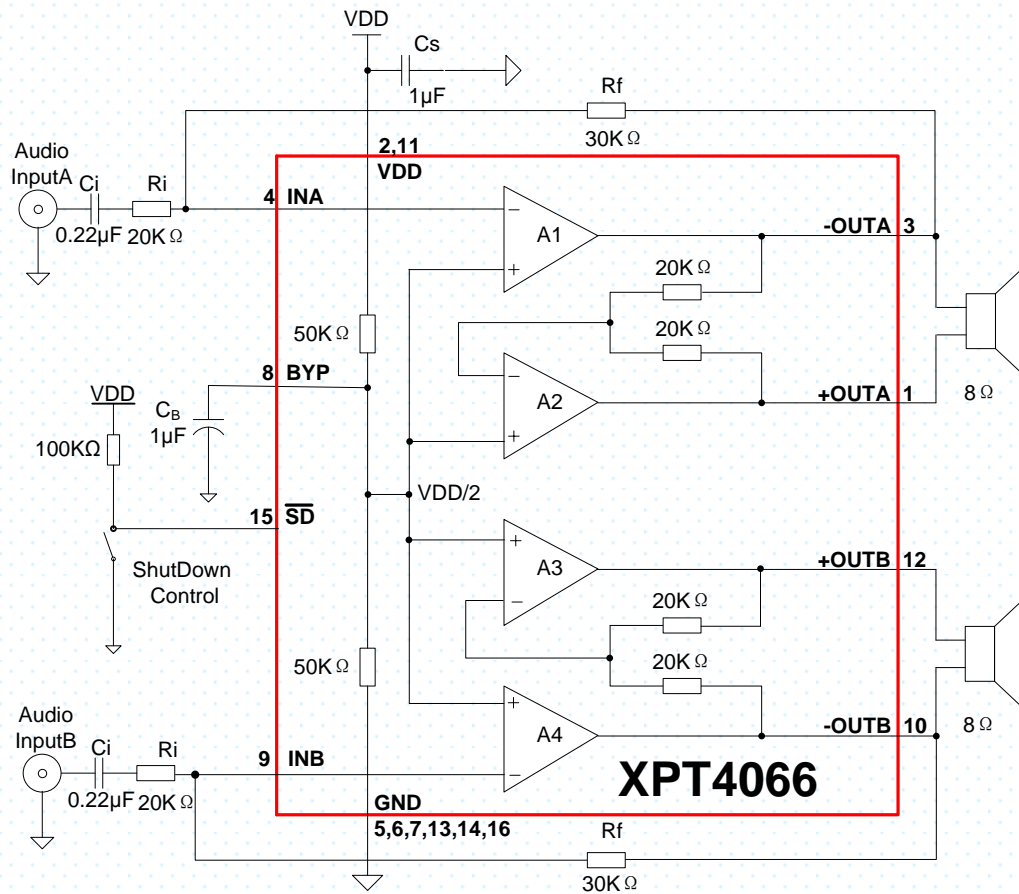 VDD
Cs
1µF
Rf
30KΩ
Audio
InputA
Ci
Ri
0.22µF
20KΩ
2,11
VDD
4
INA
A1
-OUTA
3
20KΩ
20KΩ
50KΩ
8
BYP
A2
+OUTA
1
8Ω
VDD
CB
1µF
100KΩ
VDD/2
15
SD
ShutDown
Control
A3
+OUTB
12
20KΩ
20KΩ
50KΩ
A4
-OUTB
10
8Ω
Audio
InputB
Ci
Ri
0.22µF
20KΩ
9
INB
XPT4066
GND
5,6,7,13,14,16
Rf
30KΩ